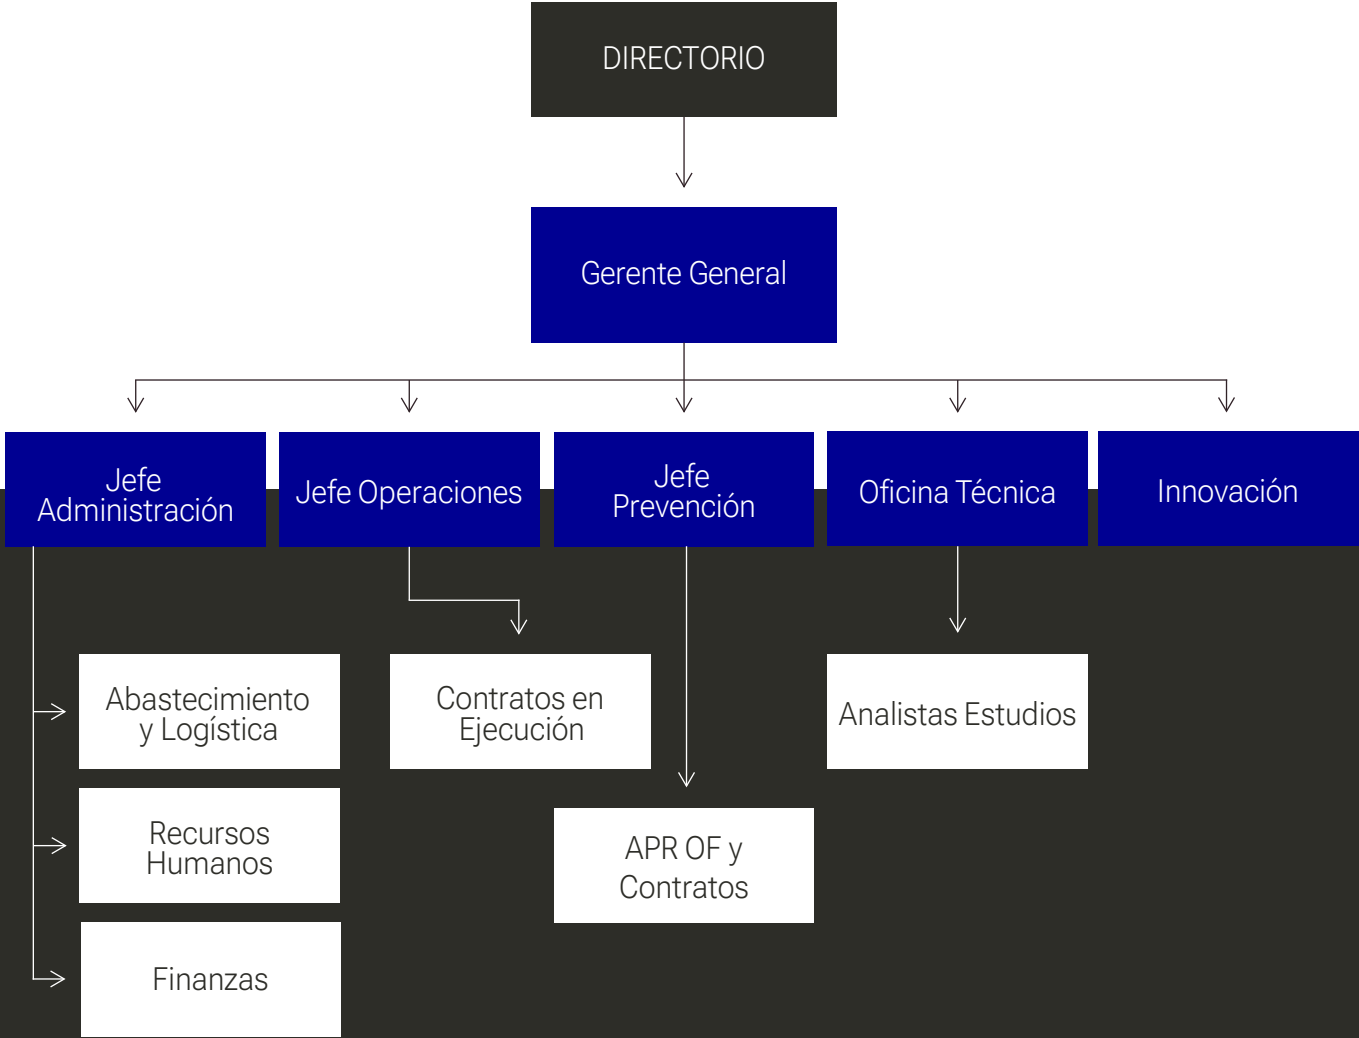 DIRECTORIO
Gerente General
Jefe
Administración
Jefe Operaciones
Jefe
Prevención
Oficina Técnica
Innovación
Abastecimiento
y Logística
Contratos en
Ejecución
Analistas Estudios
Recursos
Humanos
APR OF y
Contratos
Finanzas